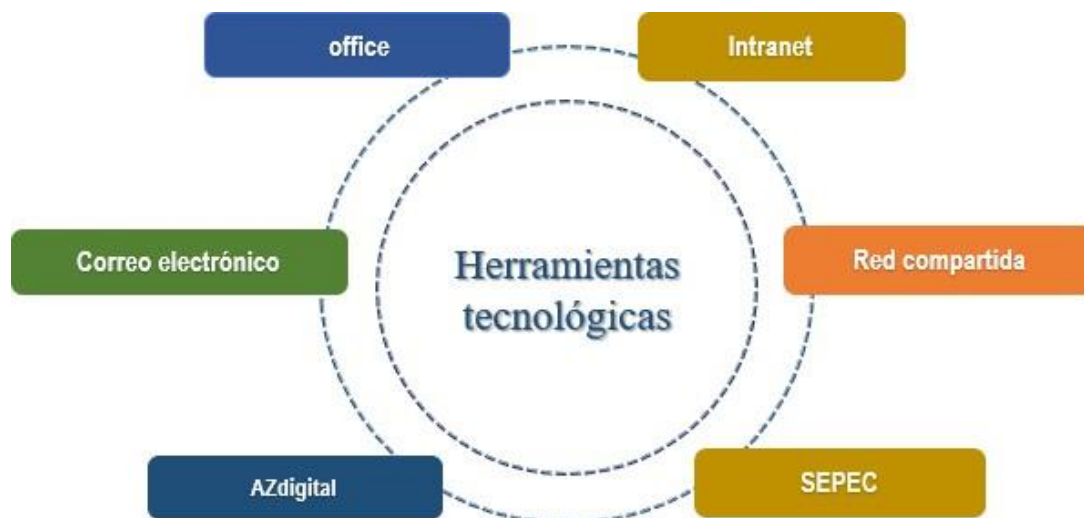 office
Intranet
Correo electrónico
Herramientas
tecnológicas
Red compartida
AZdigital
SEPEC